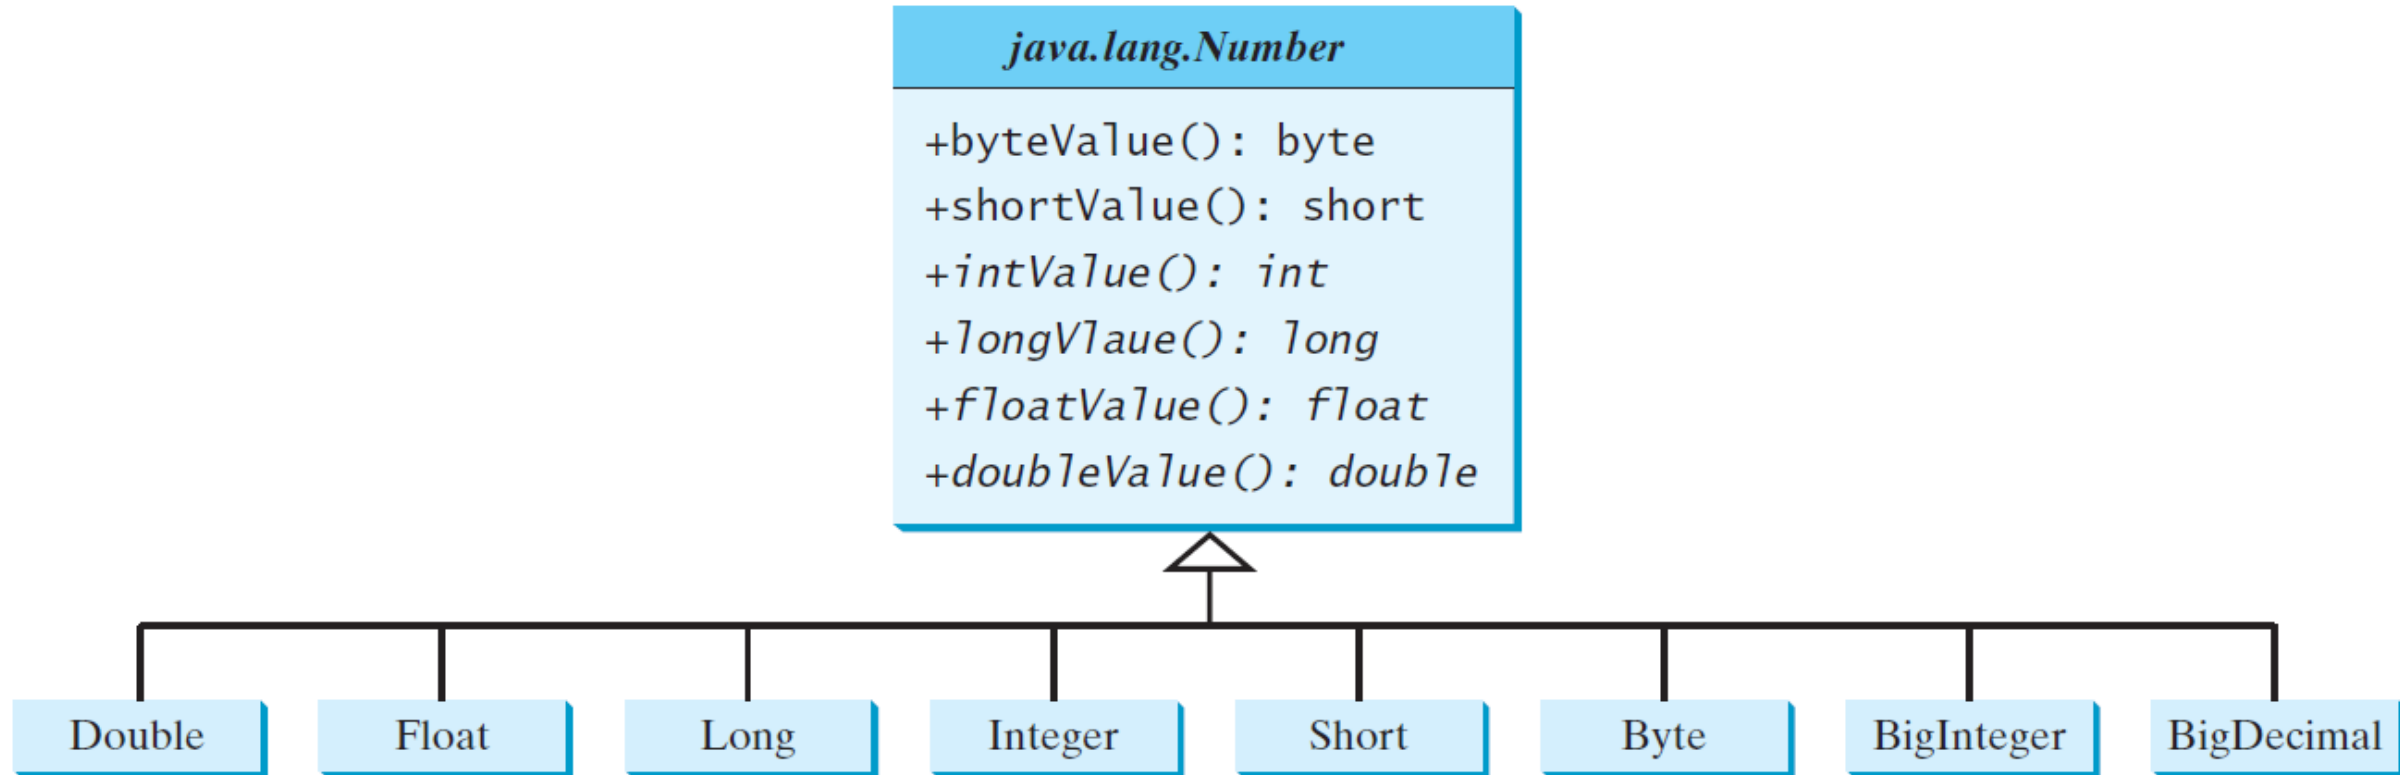 java.lang.Number
+byteValue(): byte
+shortValue(): short
+intValue(): int
+longVlaue(): long
+floatValue(): float
+doubleValue(): double
Double Float Long Integer Short Byte BigInteger BigDecimal